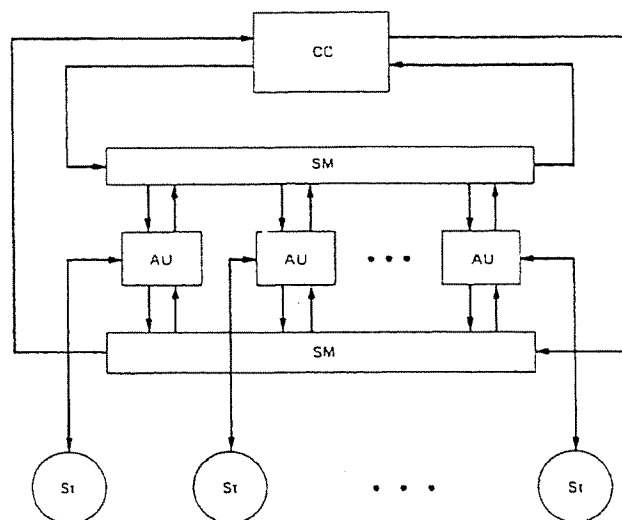 CC
SM
AU AU • • • AU
SM
St St • • • St